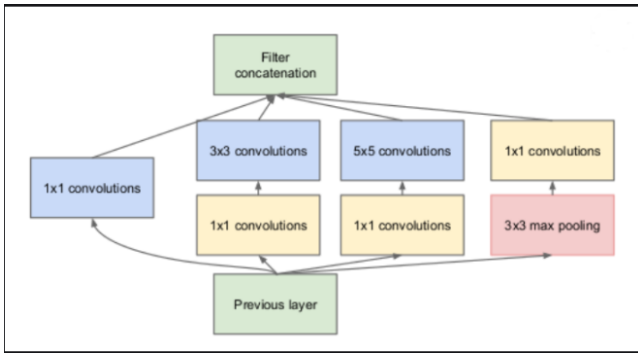 Filter
concatenation
3x3 convolutions
5x5 convolutions
1x1 convolutions
1x1 convolutions
1x1 convolutions
1x1 convolutions
3x3 max pooling
Previous layer